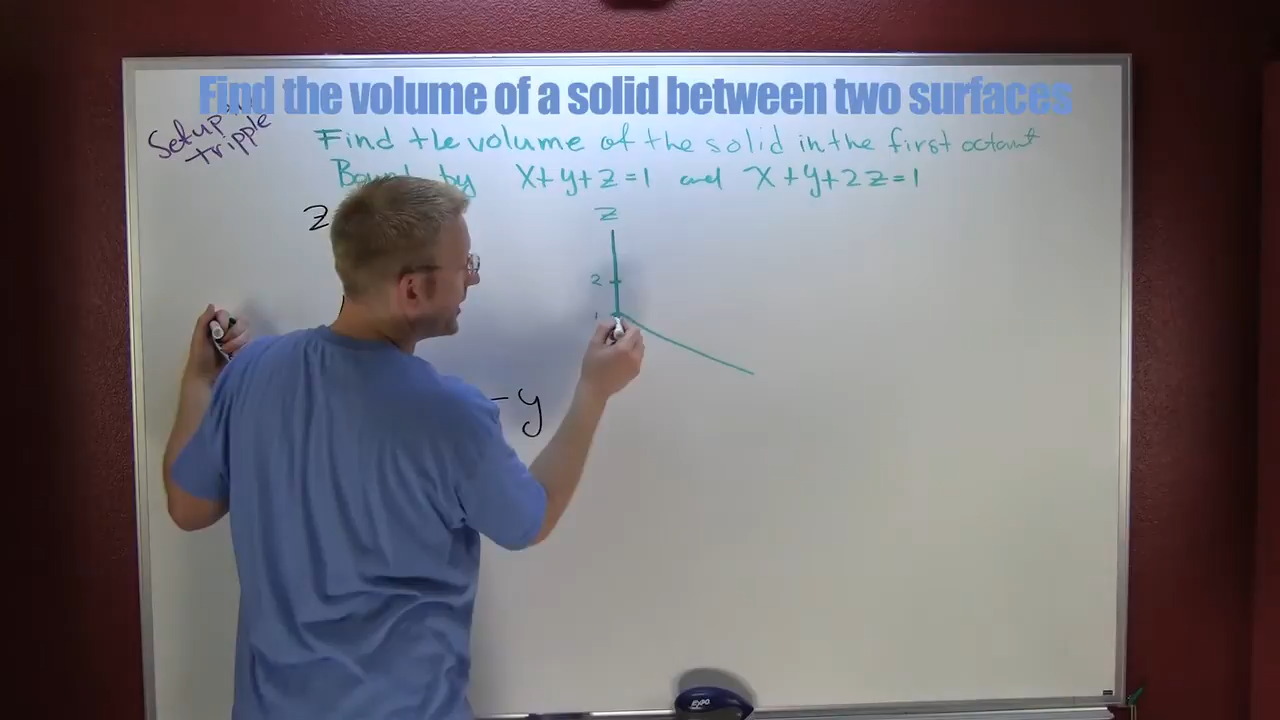 Find the volume of a solid between two surfaces
Setup
tripple
Find the volume of the solid in the first octant
by x+y+z=1 and x+y+2z=1
z
z
2
1
- y
EXPO